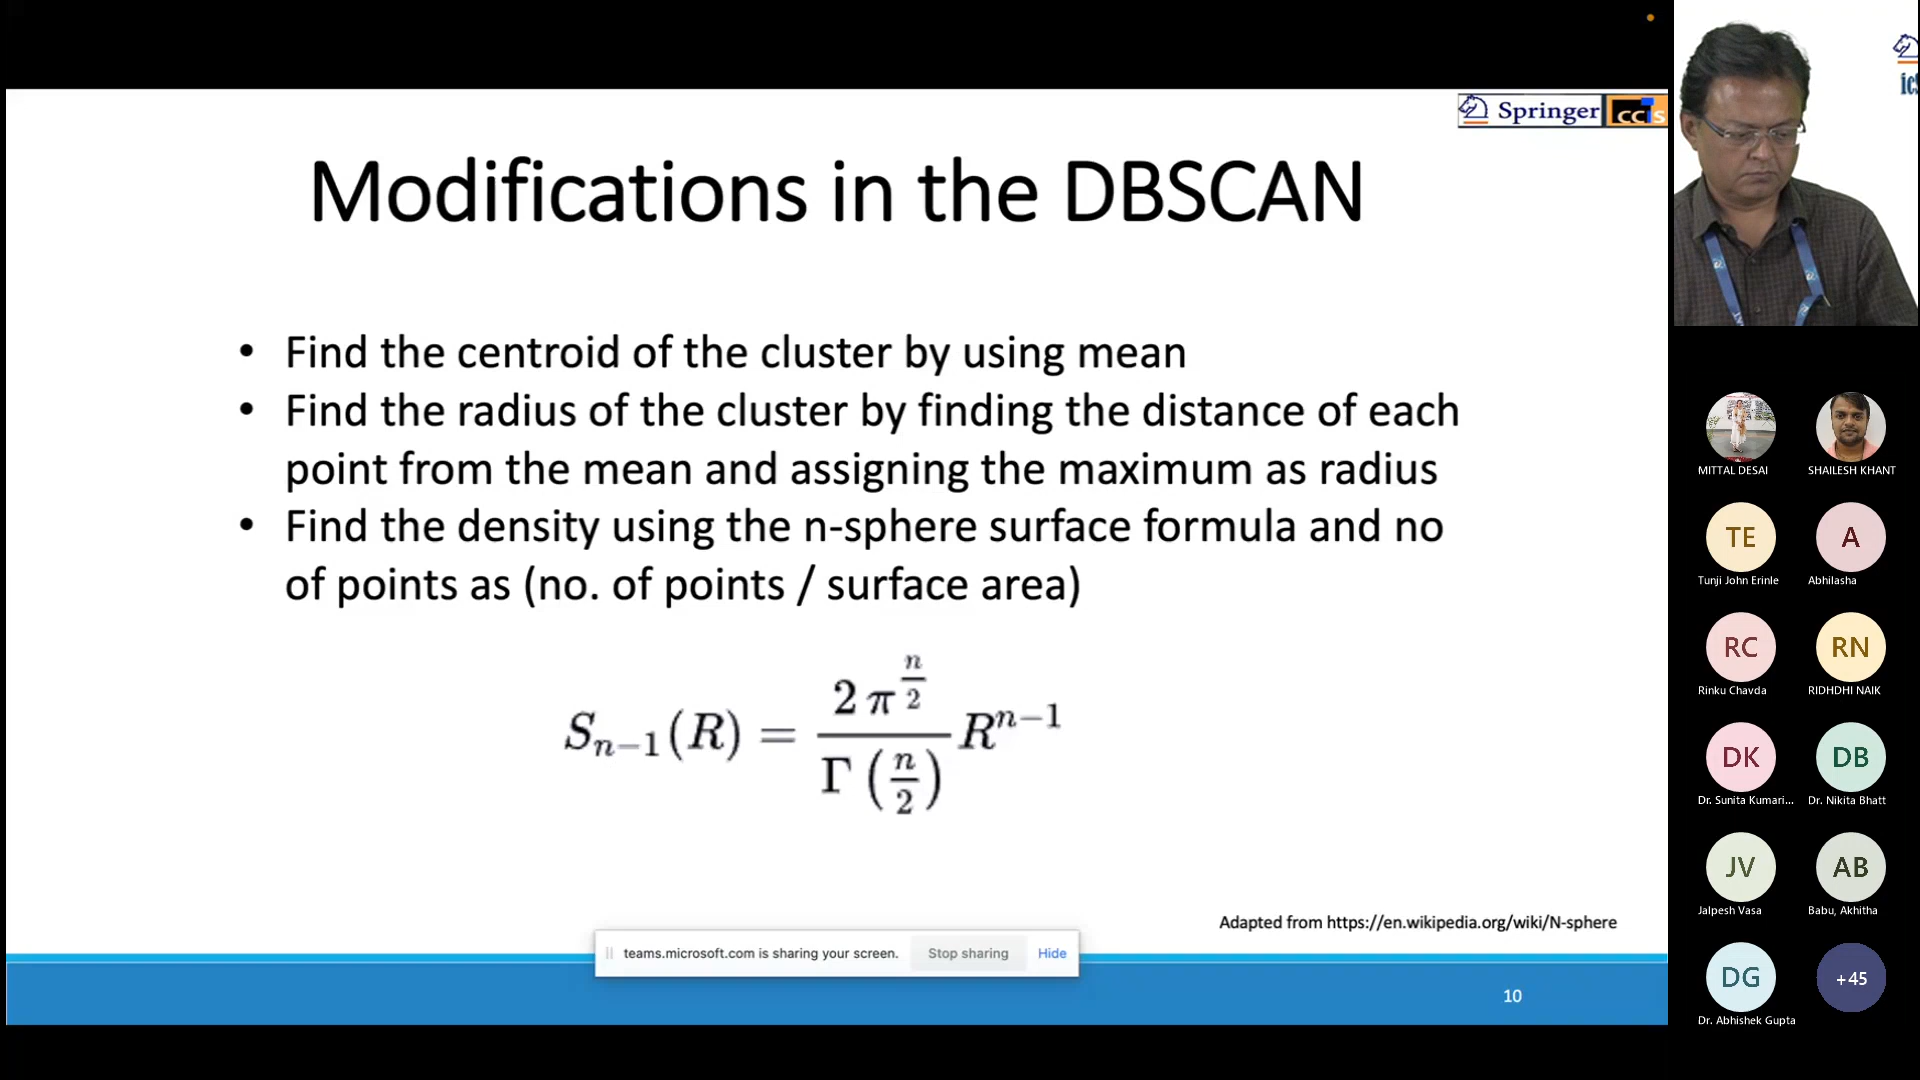 Springer
CCIS
Modifications in the DBSCAN
• Find the centroid of the cluster by using mean
• Find the radius of the cluster by finding the distance of each
point from the mean and assigning the maximum as radius
• Find the density using the n-sphere surface formula and no
of points as (no. of points / surface area)
S_{n−1}(R) = \frac{2 π^{\frac{n}{2}}}{Γ(\frac{n}{2})} R^{n−1}
Adapted from https://en.wikipedia.org/wiki/N-sphere
teams.microsoft.com is sharing your screen. Stop sharing Hide
10
MITTAL DESAI
SHAILESH KHANT
TE
A
Tunji John Erinle
Abhilasha
RC
RN
Rinku Chavda
RIDHDHI NAIK
DK
DB
Dr. Sunita Kumari...
Dr. Nikita Bhatt
JV
AB
Jalpesh Vasa
Babu, Akhitha
DG
+45
Dr. Abhishek Gupta